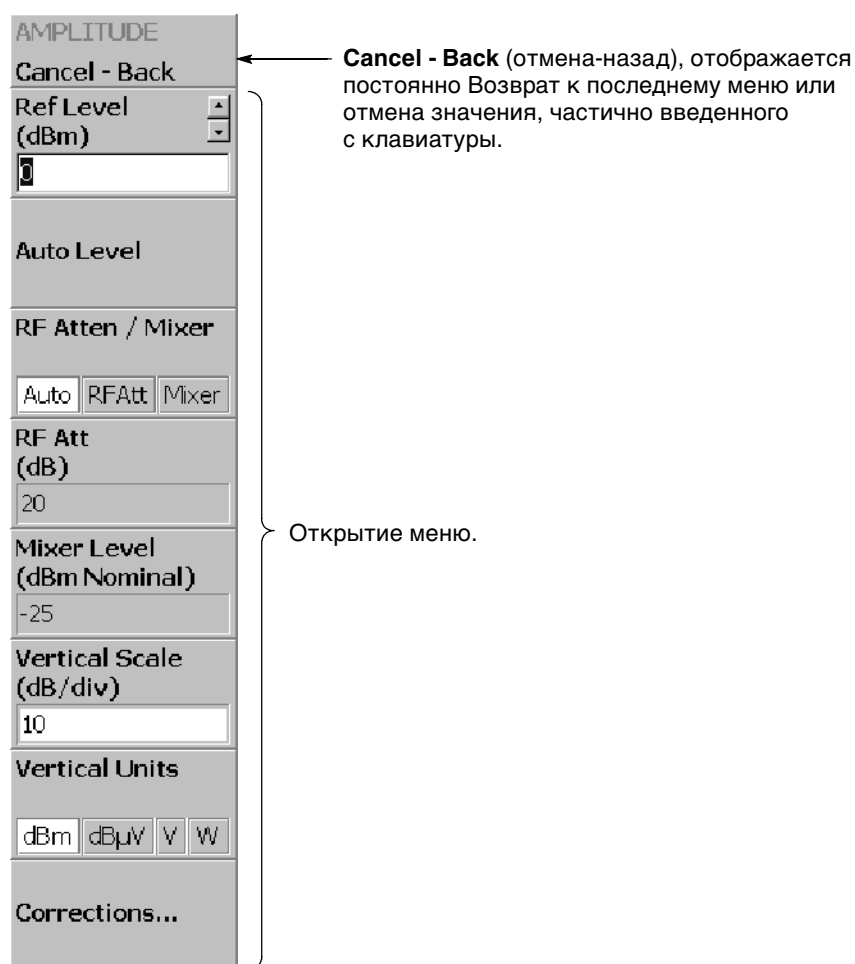 AMPLITUDE
Cancel - Back
Cancel - Back (отмена-назад), отображается
постоянно Возврат к последнему меню или
отмена значения, частично введенного
с клавиатуры.
Ref Level
(dBm)
0
Auto Level
RF Atten / Mixer
Auto RFAtt Mixer
RF Att
(dB)
20
Открытие меню.
Mixer Level
(dBm Nominal)
-25
Vertical Scale
(dB/div)
10
Vertical Units
dBm dBµV V W
Corrections...